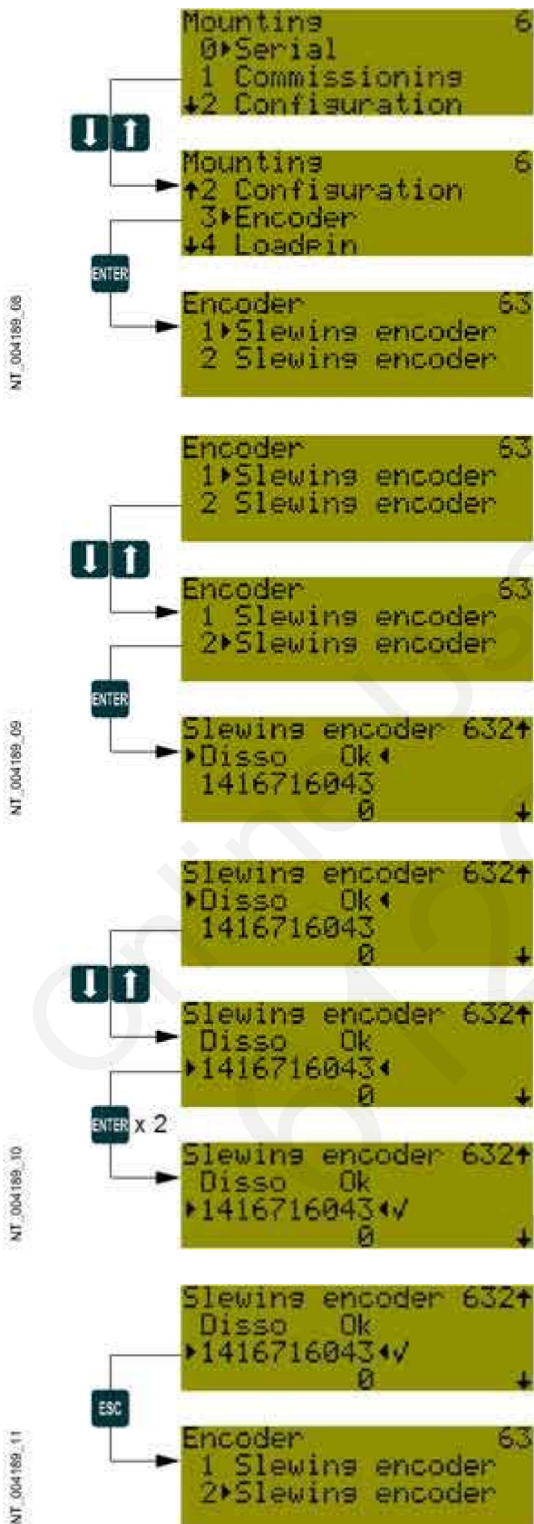 Mounting 6
0▸Serial
1 Commissioning
↓2 Configuration
Mounting 6
↑2 Configuration
3▸Encoder
↓4 Loadpin
ENTER
Encoder 63
1▸Slewing encoder
2 Slewing encoder
NT_004189_08
Encoder 63
1▸Slewing encoder
2 Slewing encoder
Encoder 63
1 Slewing encoder
2▸Slewing encoder
ENTER
Slewing encoder 632↑
▸Disso Ok◂
1416716043
0 ↓
NT_004189_09
Slewing encoder 632↑
▸Disso Ok◂
1416716043
0 ↓
Slewing encoder 632↑
Disso Ok
▸1416716043◂
0 ↓
ENTER x 2
Slewing encoder 632↑
Disso Ok
▸1416716043◂√
0 ↓
NT_004189_10
Slewing encoder 632↑
Disso Ok
▸1416716043◂√
0 ↓
ESC
Encoder 63
1 Slewing encoder
2▸Slewing encoder
NT_004189_11